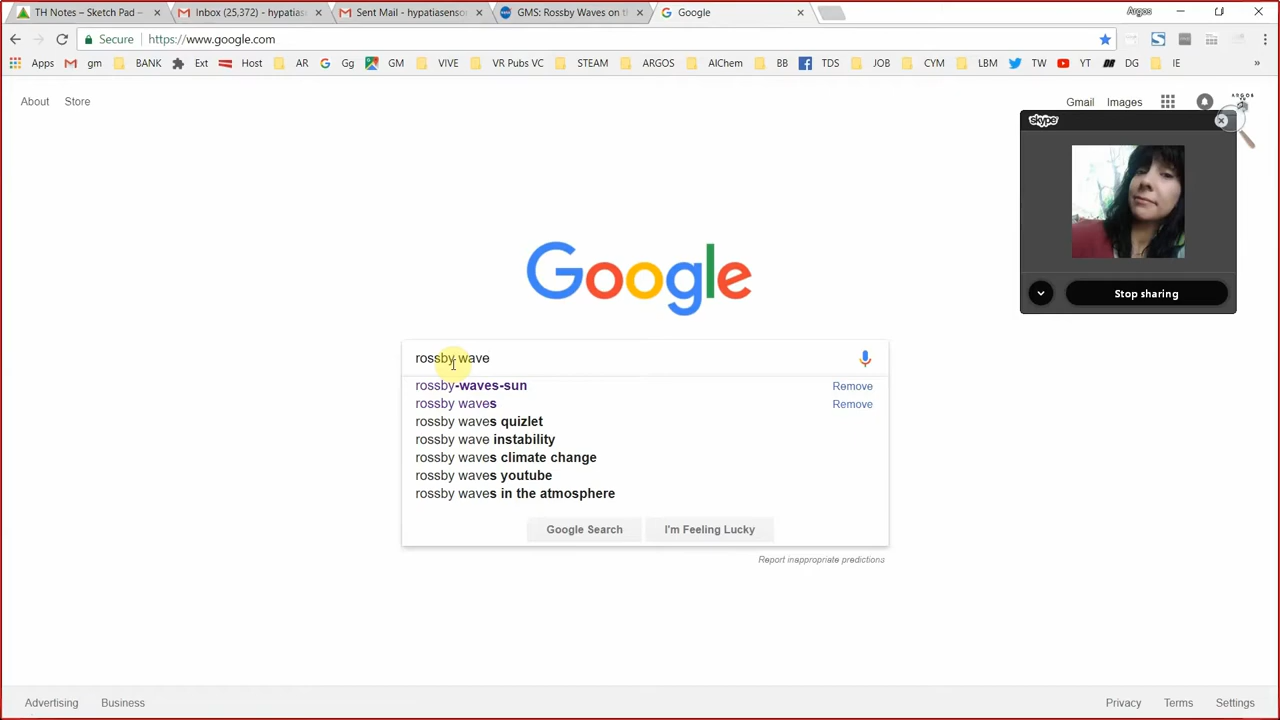 TH Notes – Sketch Pad –
Inbox (25,372) - hypatiasen
Sent Mail - hypatiasenso
GMS: Rossby Waves on th
Google
Argos
Secure https://www.google.com
Apps gm BANK Ext Host AR Gg GM VIVE VR Pubs VC STEAM ARGOS AIChem BB TDS JOB CYM LBM TW YT DG IE »
About Store
Gmail Images
ARGOS
skype
Stop sharing
Google
rossby wave
rossby-waves-sun Remove
rossby waves Remove
rossby waves quizlet
rossby wave instability
rossby waves climate change
rossby waves youtube
rossby waves in the atmosphere
Google Search I'm Feeling Lucky
Report inappropriate predictions
Advertising Business
Privacy Terms Settings